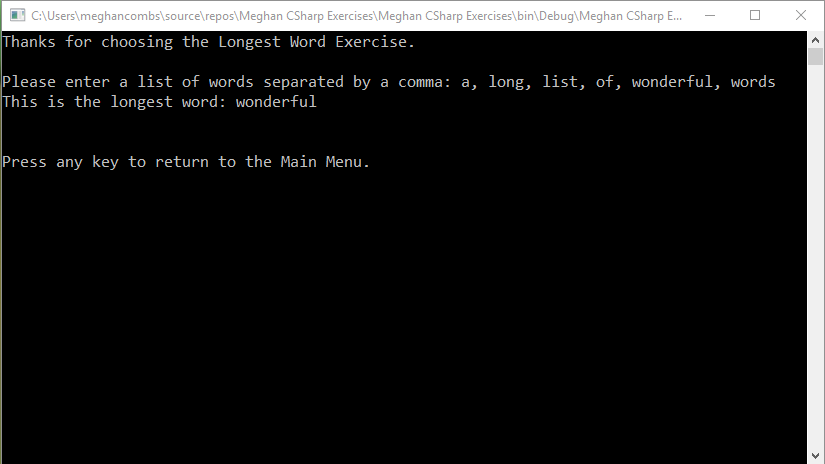 C:\Users\meghancombs\source\repos\Meghan CSharp Exercises\Meghan CSharp Exercises\bin\Debug\Meghan CSharp E...
Thanks for choosing the Longest Word Exercise.
Please enter a list of words separated by a comma: a, long, list, of, wonderful, words
This is the longest word: wonderful
Press any key to return to the Main Menu.